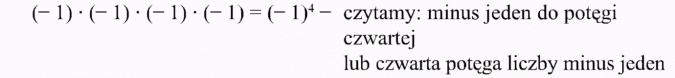 (− 1) · (− 1) · (− 1) · (− 1) = (− 1)⁴ − czytamy: minus jeden do potęgi
czwartej
lub czwarta potęga liczby minus jeden